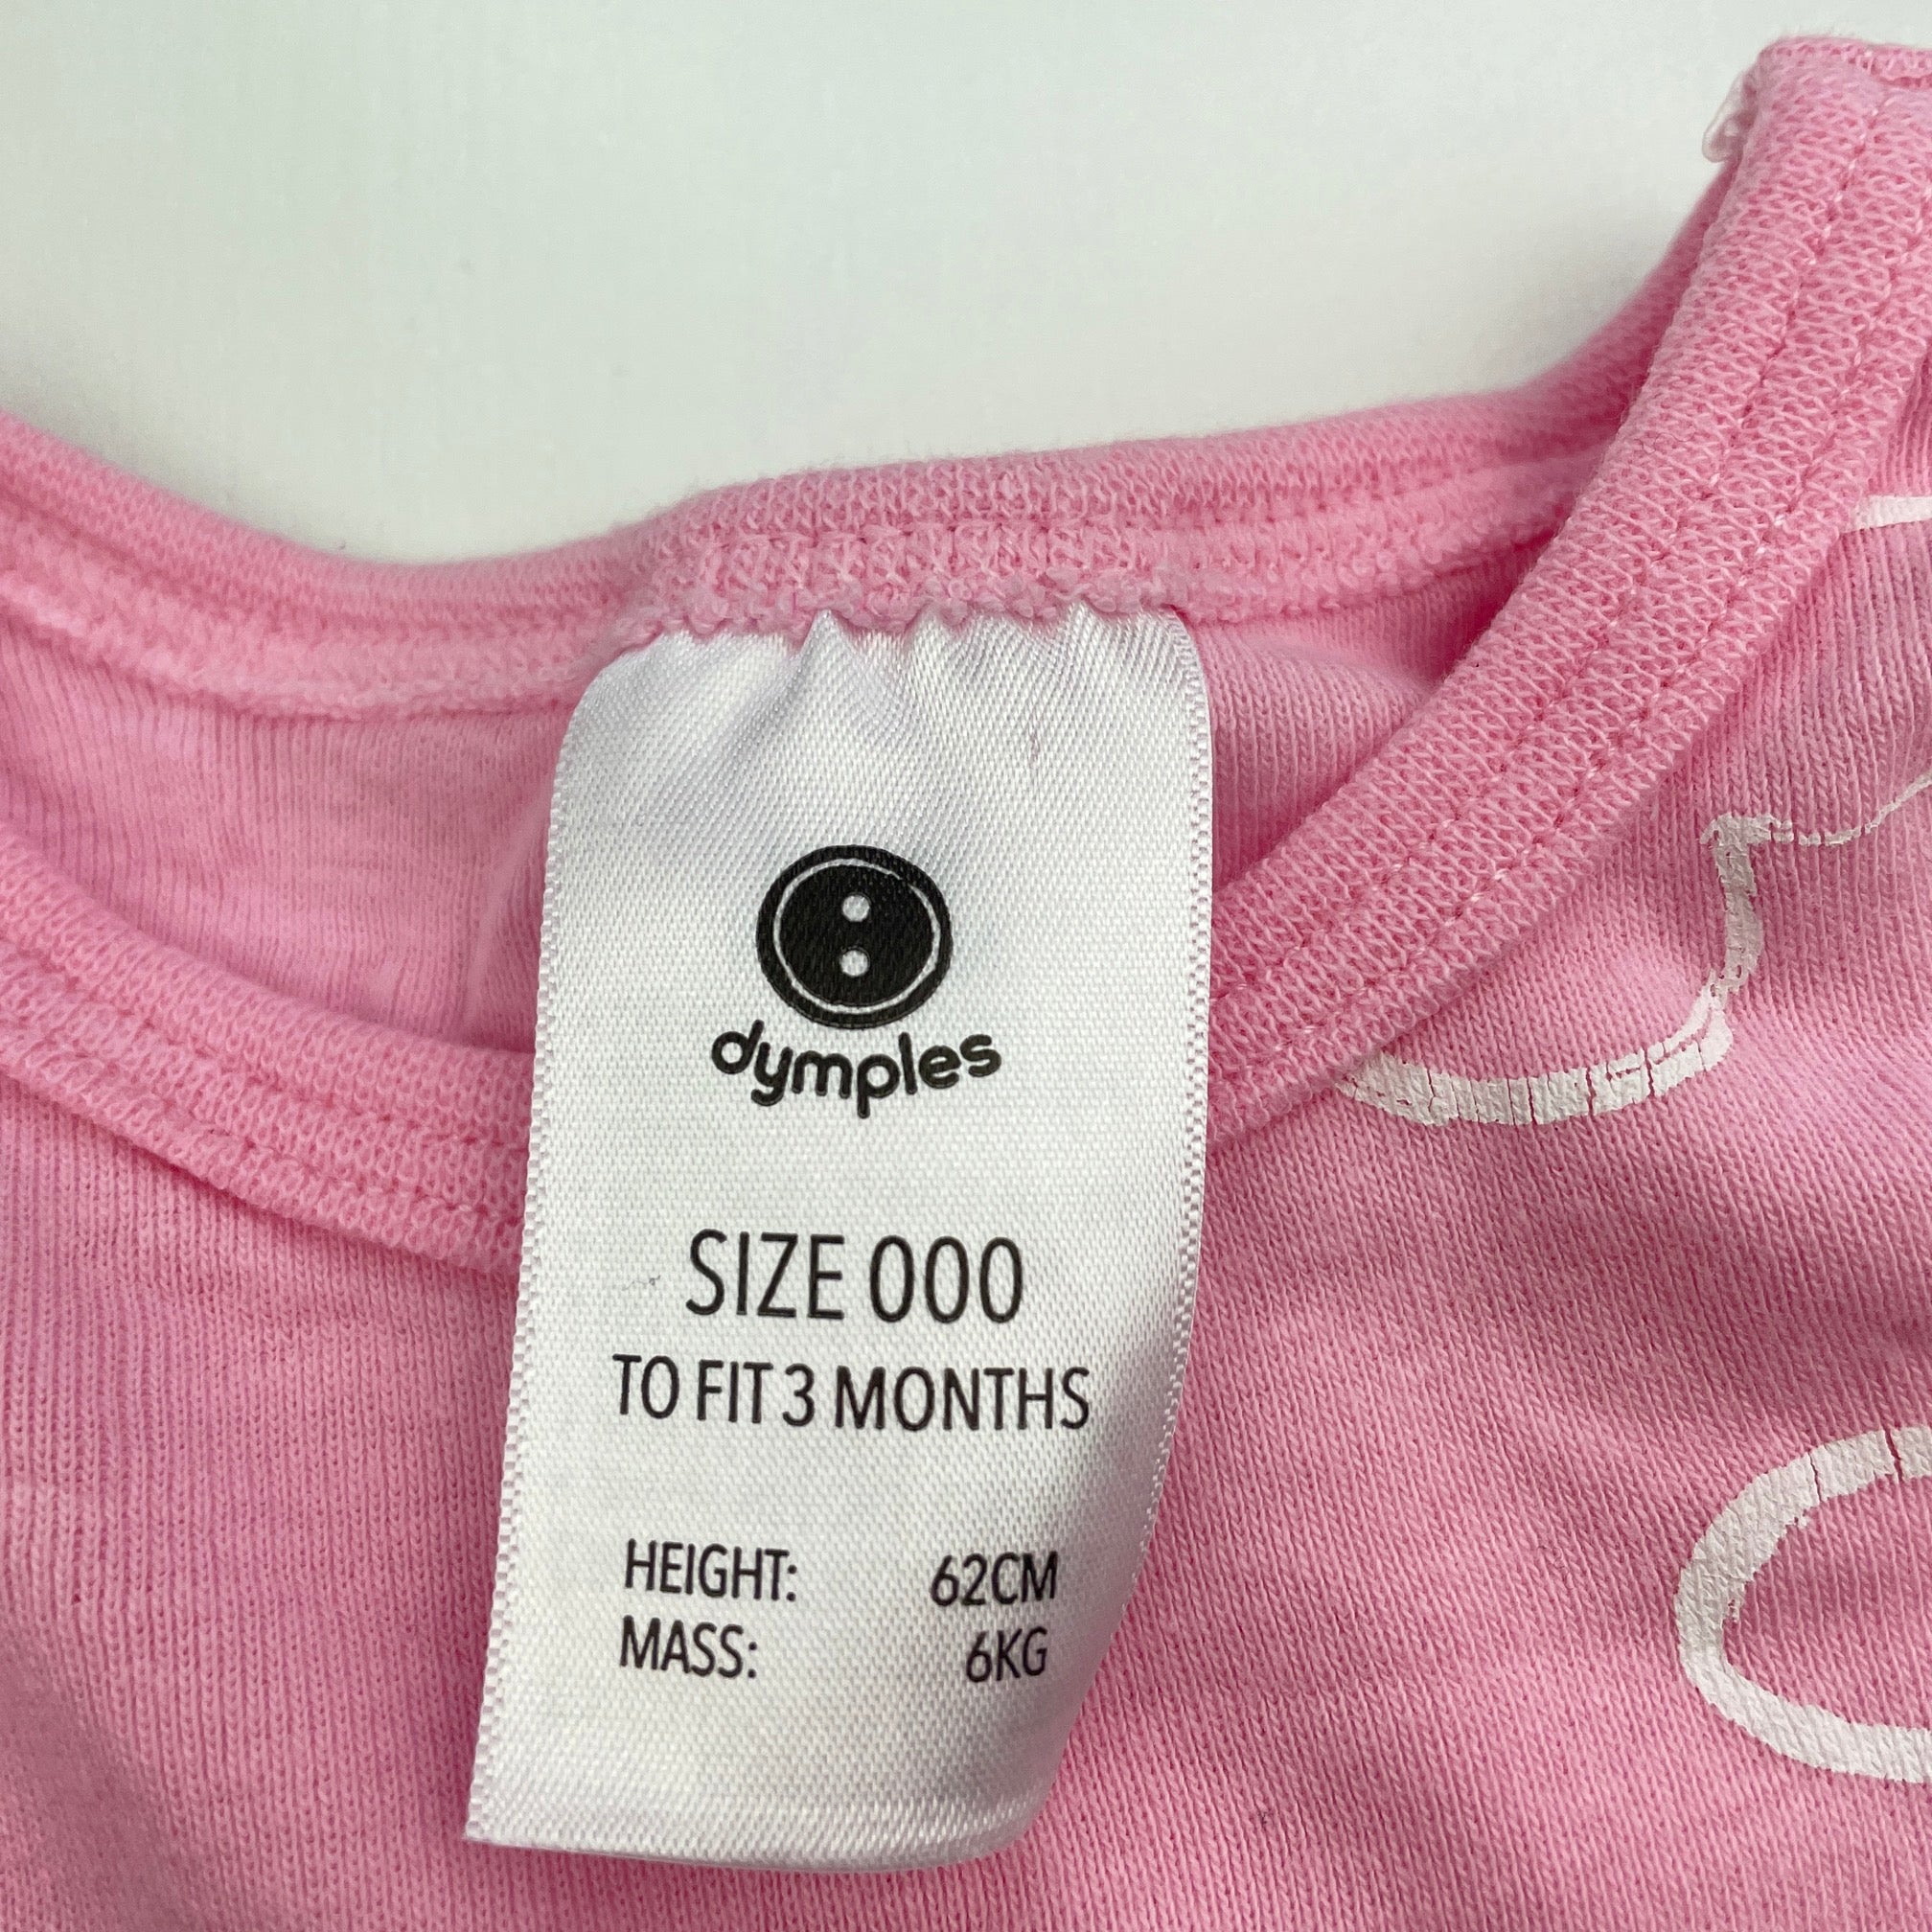 dymples
SIZE 000
TO FIT 3 MONTHS
HEIGHT: 62CM
MASS: 6KG